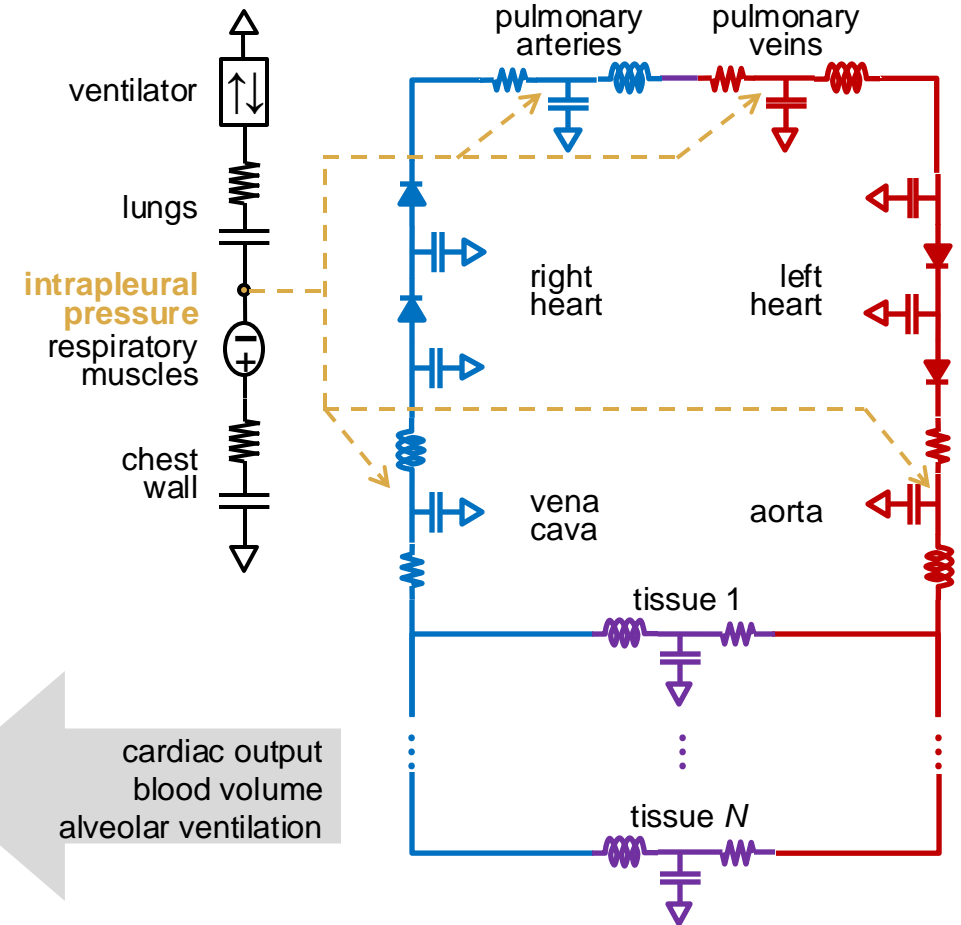 pulmonary
arteries
pulmonary
veins
ventilator
lungs
intrapleural
pressure
respiratory
muscles
chest
wall
right
heart
left
heart
vena
cava
aorta
tissue 1
tissue N
cardiac output
blood volume
alveolar ventilation